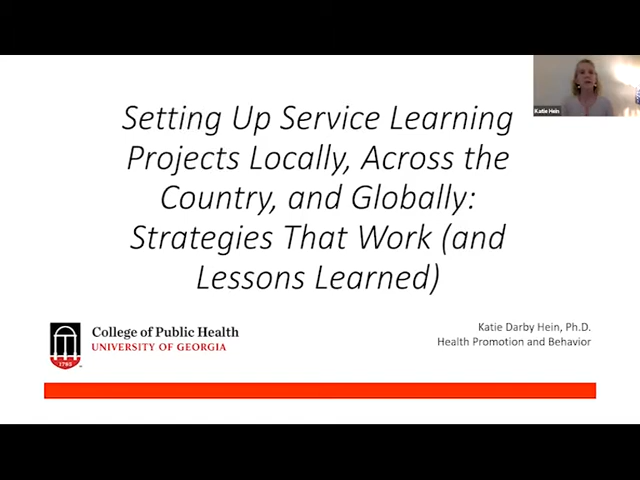 Katie Hein
Setting Up Service Learning
Projects Locally, Across the
Country, and Globally:
Strategies That Work (and
Lessons Learned)
1785
College of Public Health
UNIVERSITY OF GEORGIA
Katie Darby Hein, Ph.D.
Health Promotion and Behavior